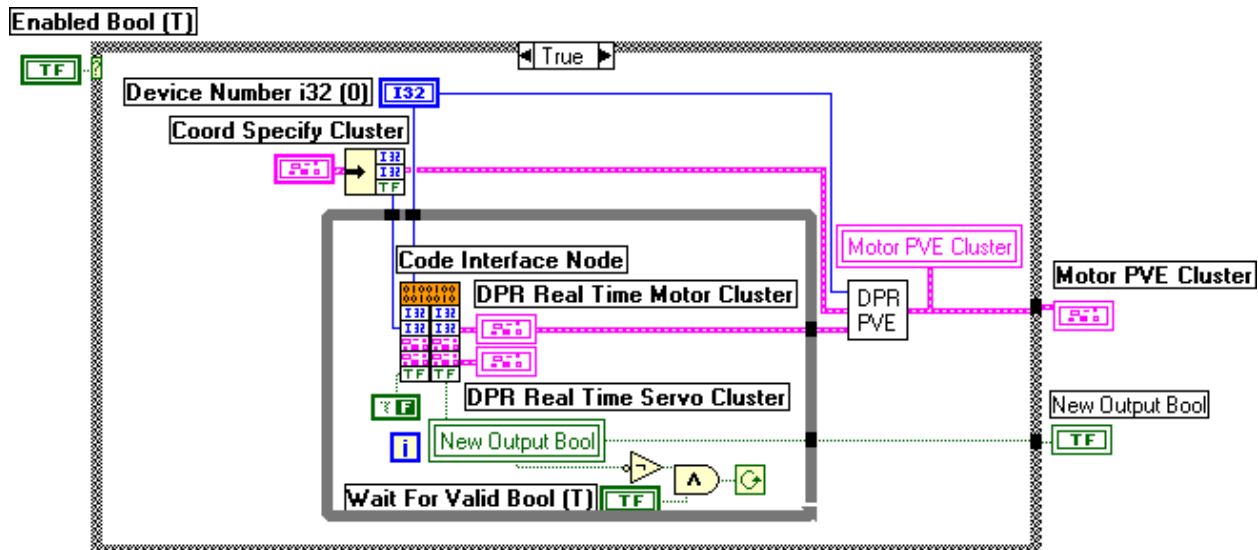 Enabled Bool (T)
TF
?
True
Device Number i32 (0)
I32
Coord Specify Cluster
I32
I32
TF
Code Interface Node
0100100
0010010
I32 I32
I32 I32
TF TF
DPR Real Time Motor Cluster
DPR Real Time Servo Cluster
? F
i
New Output Bool
Wait For Valid Bool (T)
TF
Motor PVE Cluster
DPR
PVE
Motor PVE Cluster
New Output Bool
TF